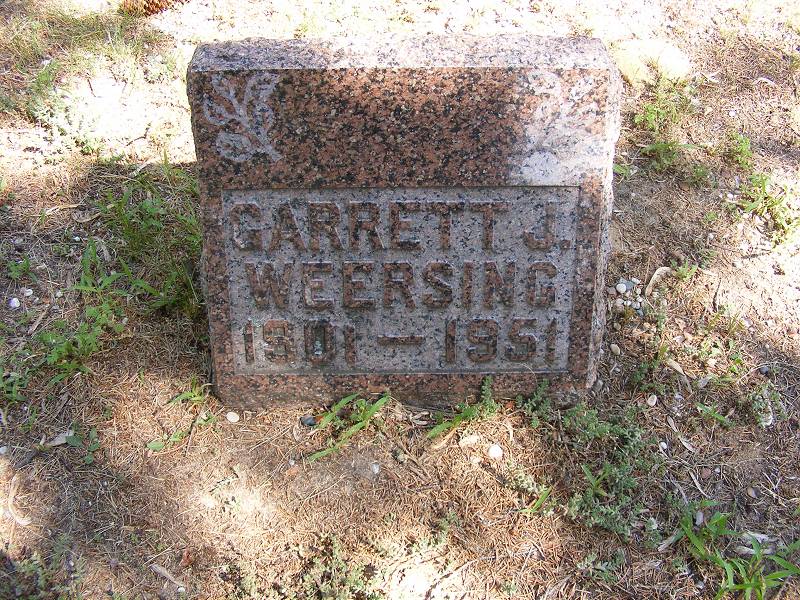 GARRETT J.
WEERSING
1901 — 1951